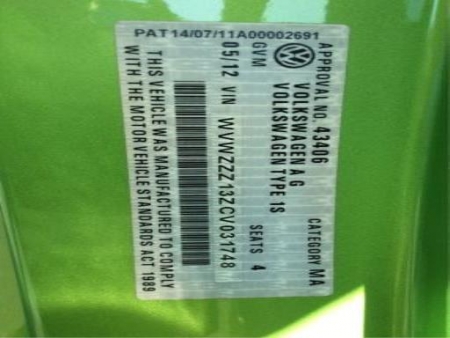 PAT14/07/11A00002691
APPROVAL 43406
VOLKSWAGEN A G
VOLKSWAGEN TYPE 1S
CATEGORY MA
GVM
SEATS 4
05/12 VIN WVWZZZ13ZCV031748
THIS VEHICLE WAS MANUFACTURED TO COMPLY
WITH THE MOTOR VEHICLE STANDARDS ACT 1989